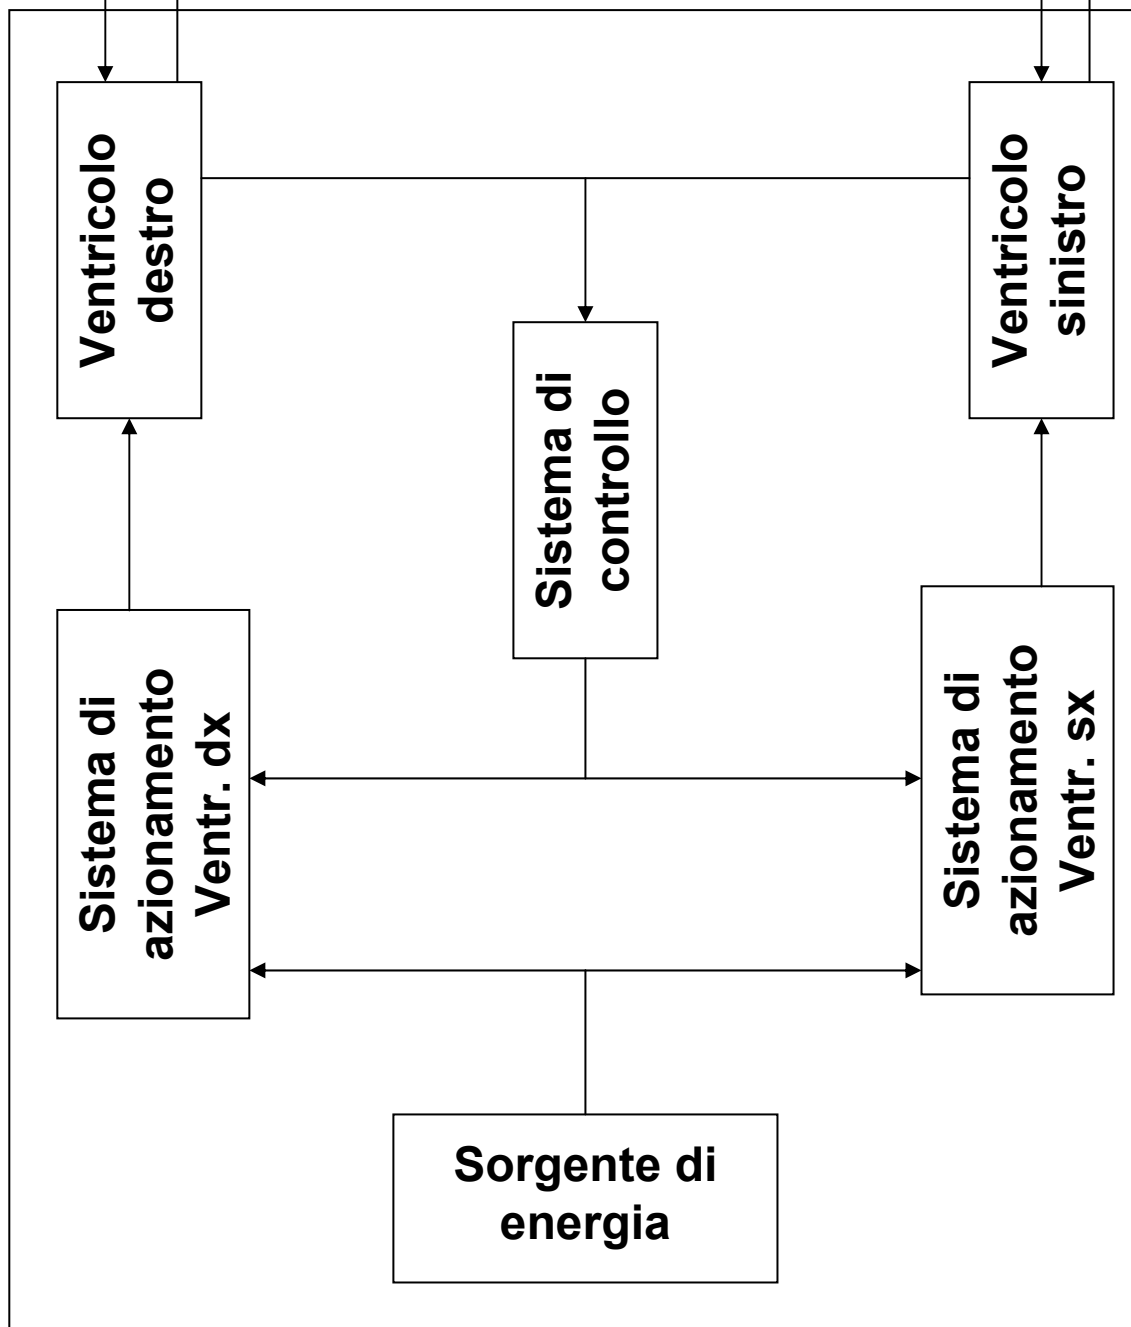 Ventricolo
destro
Ventricolo
sinistro
Sistema di
controllo
Sistema di
azionamento
Ventr. dx
Sistema di
azionamento
Ventr. sx
Sorgente di
energia